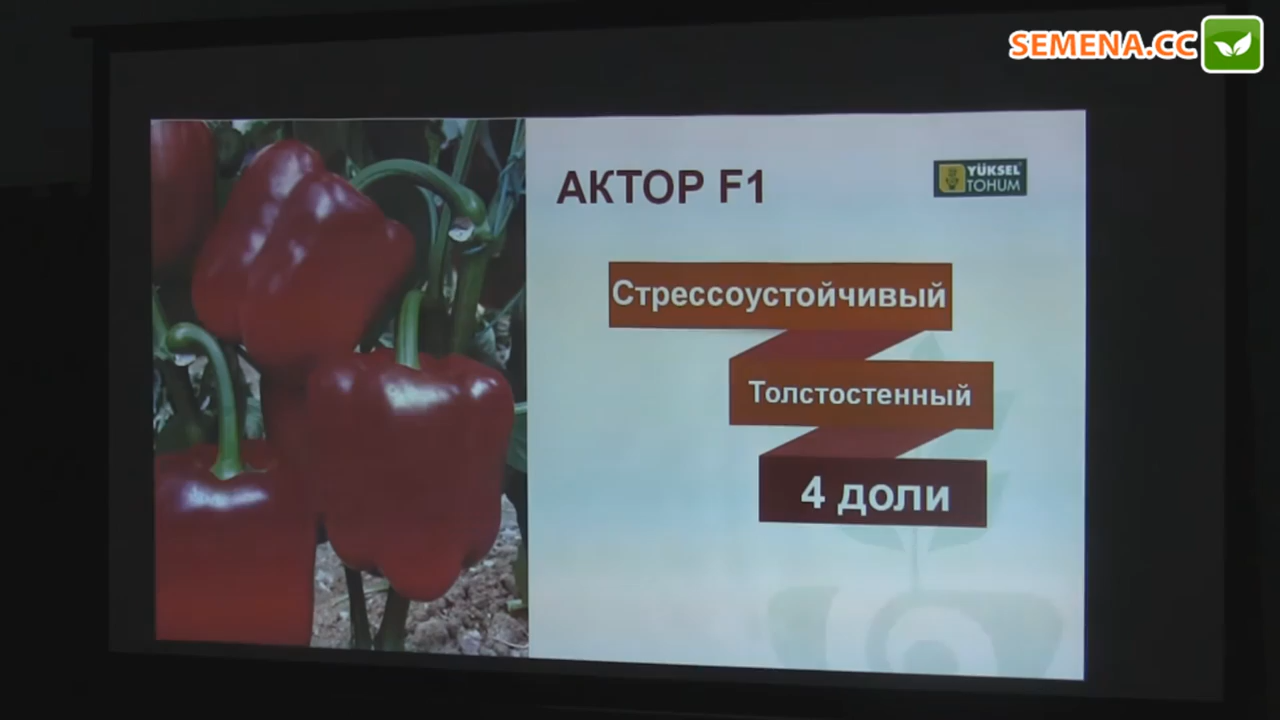 SEMENA.CC
АКТОР F1
YÜKSEL
TOHUM
Стрессоустойчивый
Толстостенный
4 доли